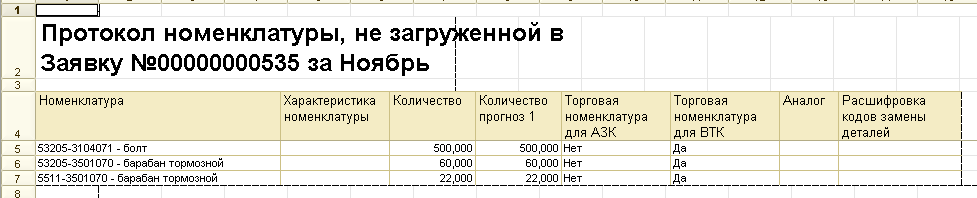 1
2
Протокол номенклатуры, не загруженной в
Заявку №00000000535 за Ноябрь
3
4
Номенклатура
Характеристика
номенклатуры
Количество
Количество
прогноз 1
Торговая
номенклатура
для АЗК
Торговая
номенклатура
для ВТК
Аналог
Расшифровка
кодов замены
деталей
5 53205-3104071 - болт 500,000 500,000 Нет Да
6 53205-3501070 - барабан тормозной 60,000 60,000 Нет Да
7 5511-3501070 - барабан тормозной 22,000 22,000 Нет Да
8